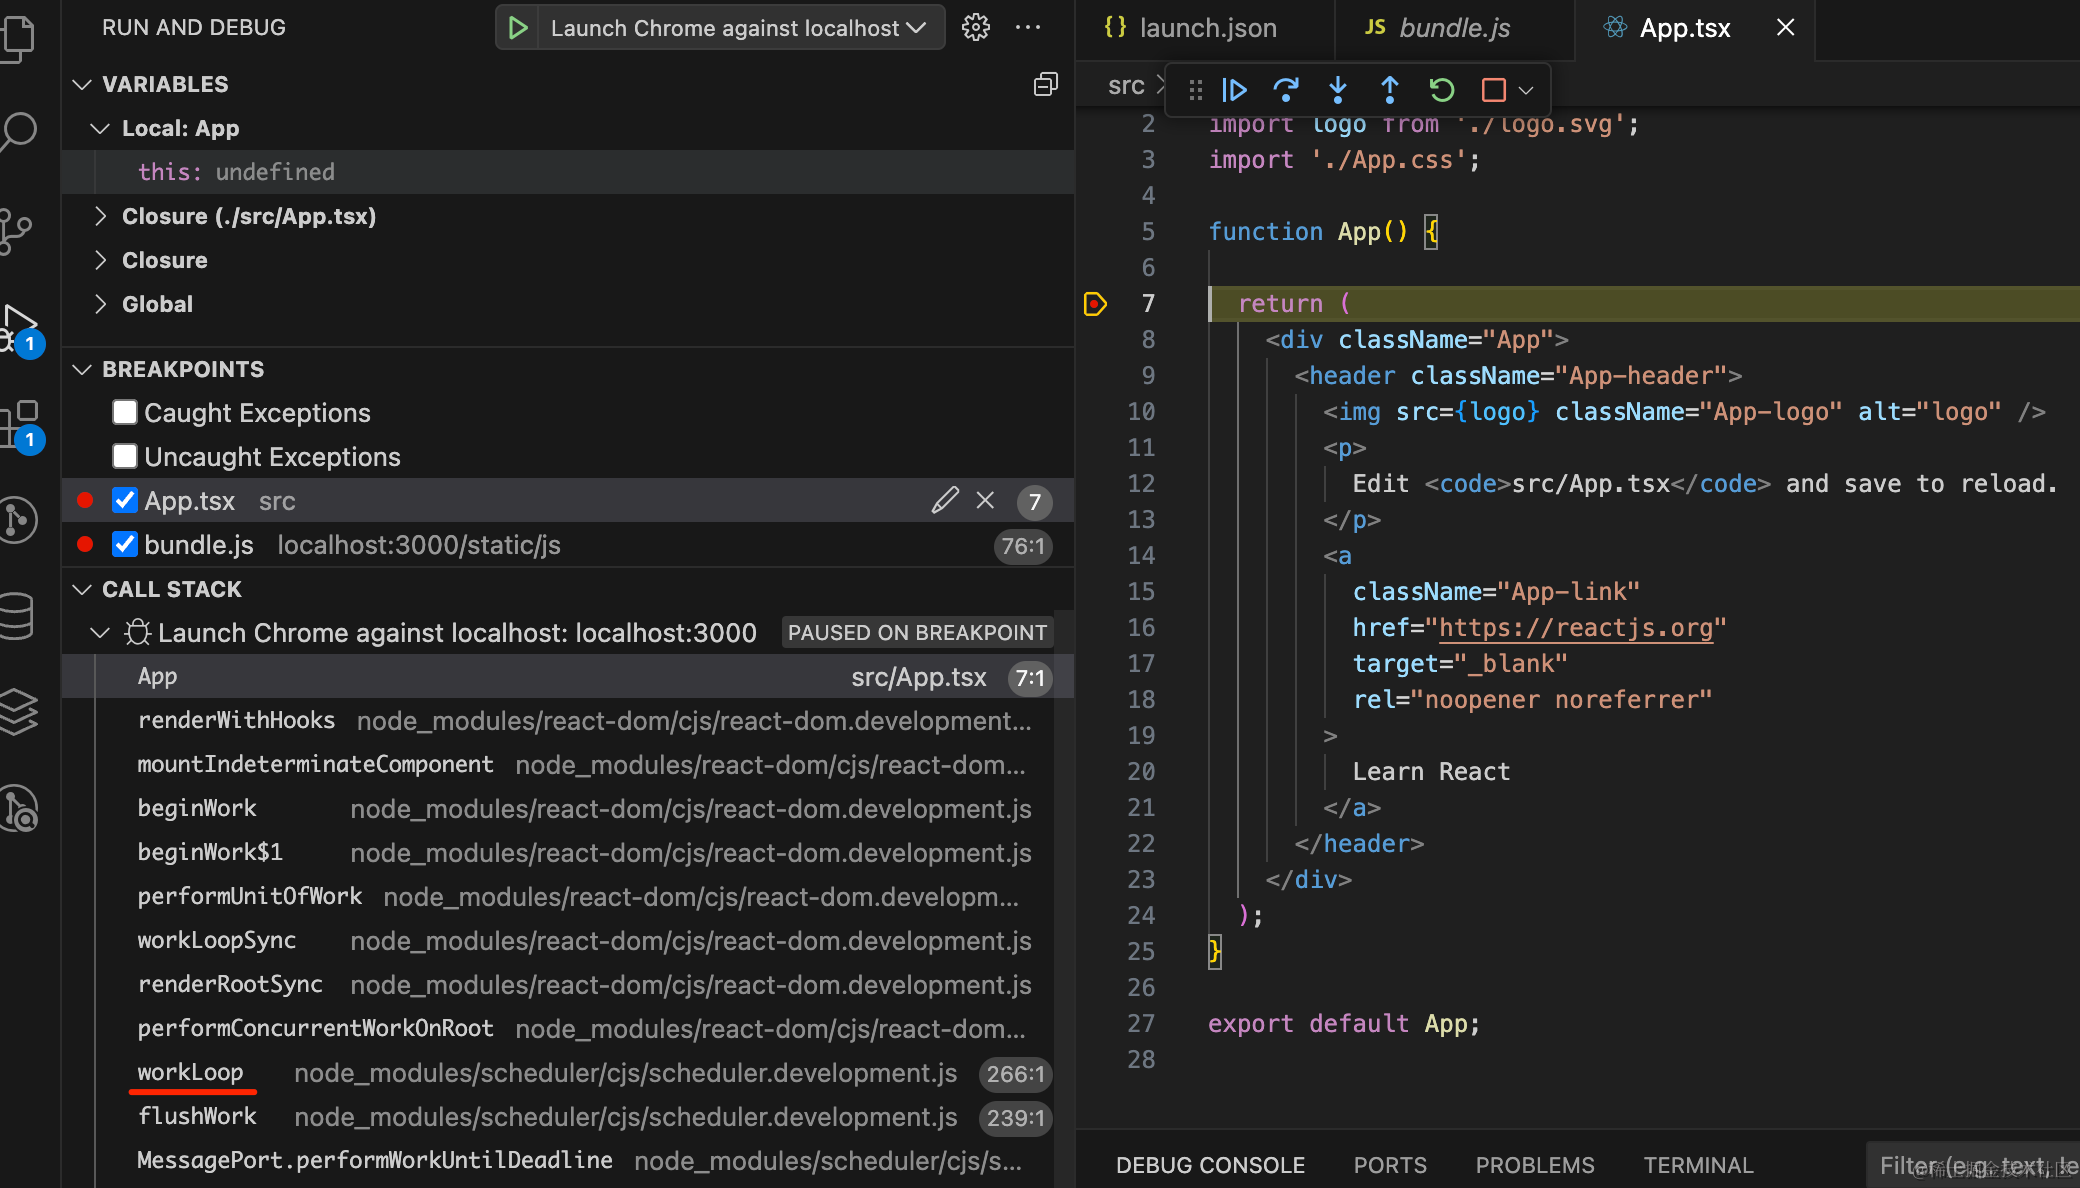 RUN AND DEBUG
Launch Chrome against localhost
VARIABLES
Local: App
this: undefined
Closure (./src/App.tsx)
Closure
Global
1
1
BREAKPOINTS
Caught Exceptions
Uncaught Exceptions
App.tsx src 7
bundle.js localhost:3000/static/js 76:1
CALL STACK
Launch Chrome against localhost: localhost:3000 PAUSED ON BREAKPOINT
App src/App.tsx 7:1
renderWithHooks node_modules/react-dom/cjs/react-dom.development...
mountIndeterminateComponent node_modules/react-dom/cjs/react-dom...
beginWork node_modules/react-dom/cjs/react-dom.development.js
beginWork$1 node_modules/react-dom/cjs/react-dom.development.js
performUnitOfWork node_modules/react-dom/cjs/react-dom.developm...
workLoopSync node_modules/react-dom/cjs/react-dom.development.js
renderRootSync node_modules/react-dom/cjs/react-dom.development.js
performConcurrentWorkOnRoot node_modules/react-dom/cjs/react-dom...
workLoop node_modules/scheduler/cjs/scheduler.development.js 266:1
flushWork node_modules/scheduler/cjs/scheduler.development.js 239:1
MessagePort.performWorkUntilDeadline node_modules/scheduler/cjs/s...
{} launch.json
JS bundle.js
App.tsx
src
2 import logo from './logo.svg';
3 import './App.css';
4
5 function App() {
6
7 return (
8 <div className="App">
9 <header className="App-header">
10 <img src={logo} className="App-logo" alt="logo" />
11 <p>
12 Edit <code>src/App.tsx</code> and save to reload.
13 </p>
14 <a
15 className="App-link"
16 href="https://reactjs.org"
17 target="_blank"
18 rel="noopener noreferrer"
19 >
20 Learn React
21 </a>
22 </header>
23 </div>
24 );
25 }
26
27 export default App;
28
DEBUG CONSOLE PORTS PROBLEMS TERMINAL Filter (e.g. text, !e
@稀土掘金技术社区